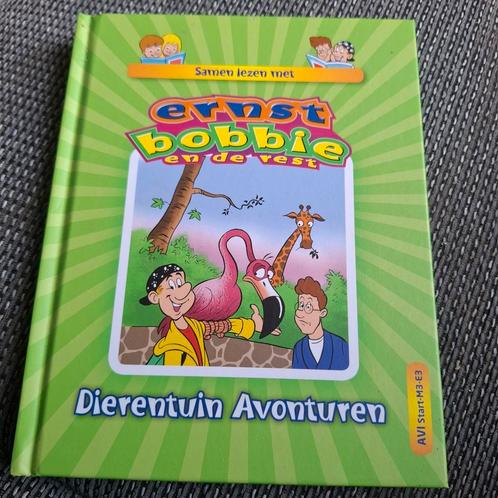 Samen lezen met
ernst
bobbie
en de rest
Dierentuin Avonturen
AVI Start·M3·E3